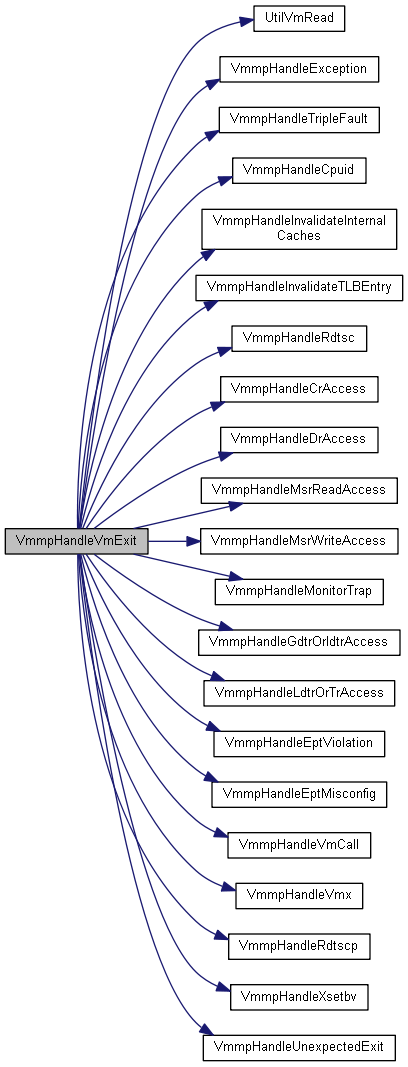 UtilVmRead
VmmpHandleException
VmmpHandleTripleFault
VmmpHandleCpuid
VmmpHandleInvalidateInternal
Caches
VmmpHandleInvalidateTLBEntry
VmmpHandleRdtsc
VmmpHandleCrAccess
VmmpHandleDrAccess
VmmpHandleMsrReadAccess
VmmpHandleVmExit
VmmpHandleMsrWriteAccess
VmmpHandleMonitorTrap
VmmpHandleGdtrOrIdtrAccess
VmmpHandleLdtrOrTrAccess
VmmpHandleEptViolation
VmmpHandleEptMisconfig
VmmpHandleVmCall
VmmpHandleVmx
VmmpHandleRdtscp
VmmpHandleXsetbv
VmmpHandleUnexpectedExit